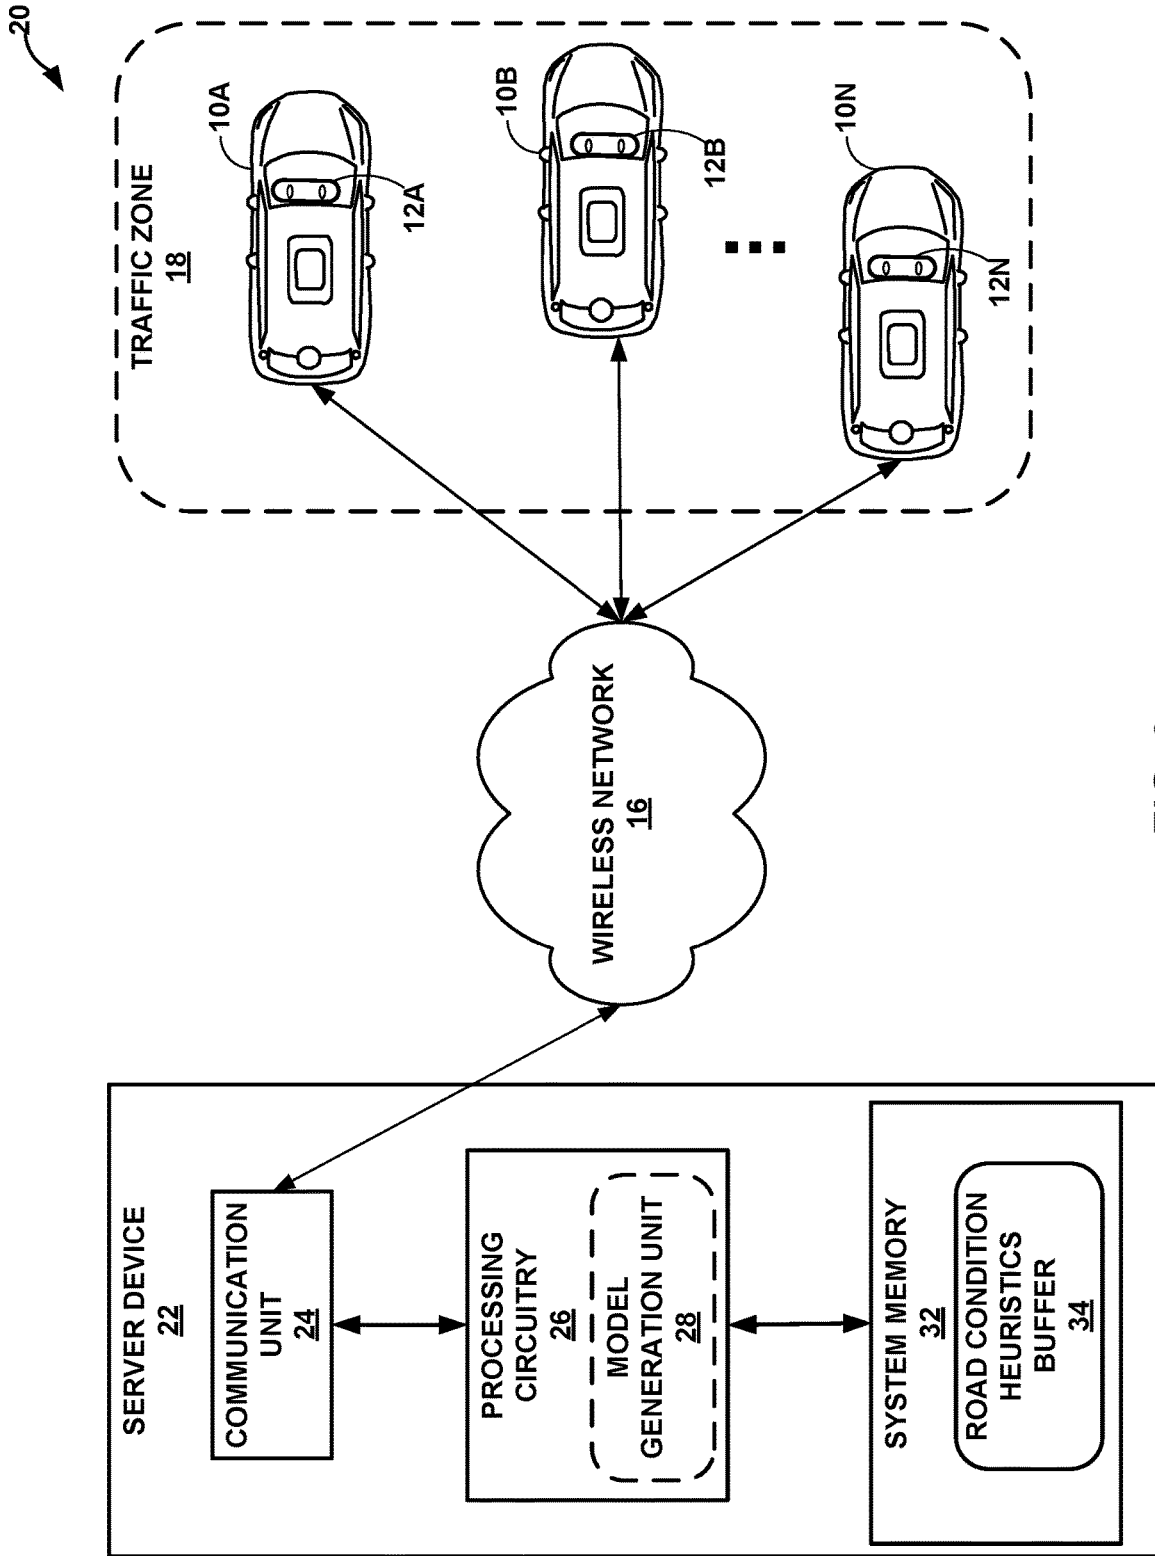 20
TRAFFIC ZONE
18
10A
12A
10B
12B
10N
12N
WIRELESS NETWORK
16
SERVER DEVICE
22
COMMUNICATION
UNIT
24
PROCESSING
CIRCUITRY
26
MODEL
GENERATION UNIT
28
SYSTEM MEMORY
32
ROAD CONDITION
HEURISTICS
BUFFER
34